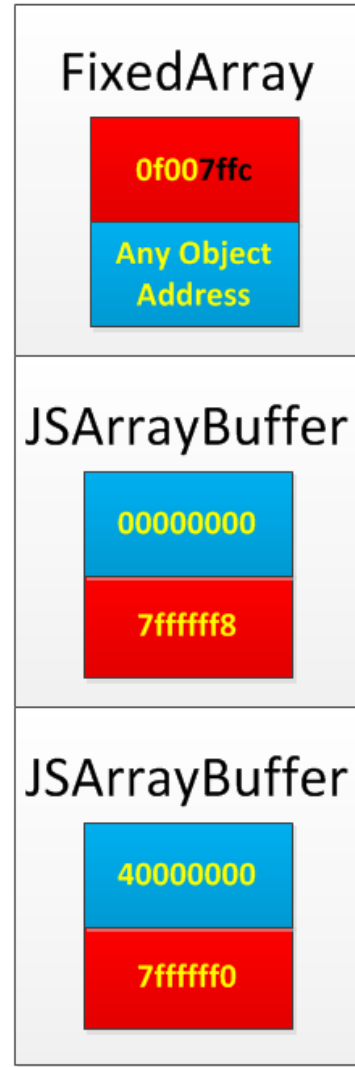 FixedArray
0f007ffc
Any Object
Address
JSArrayBuffer
00000000
7ffffff8
JSArrayBuffer
40000000
7ffffff0